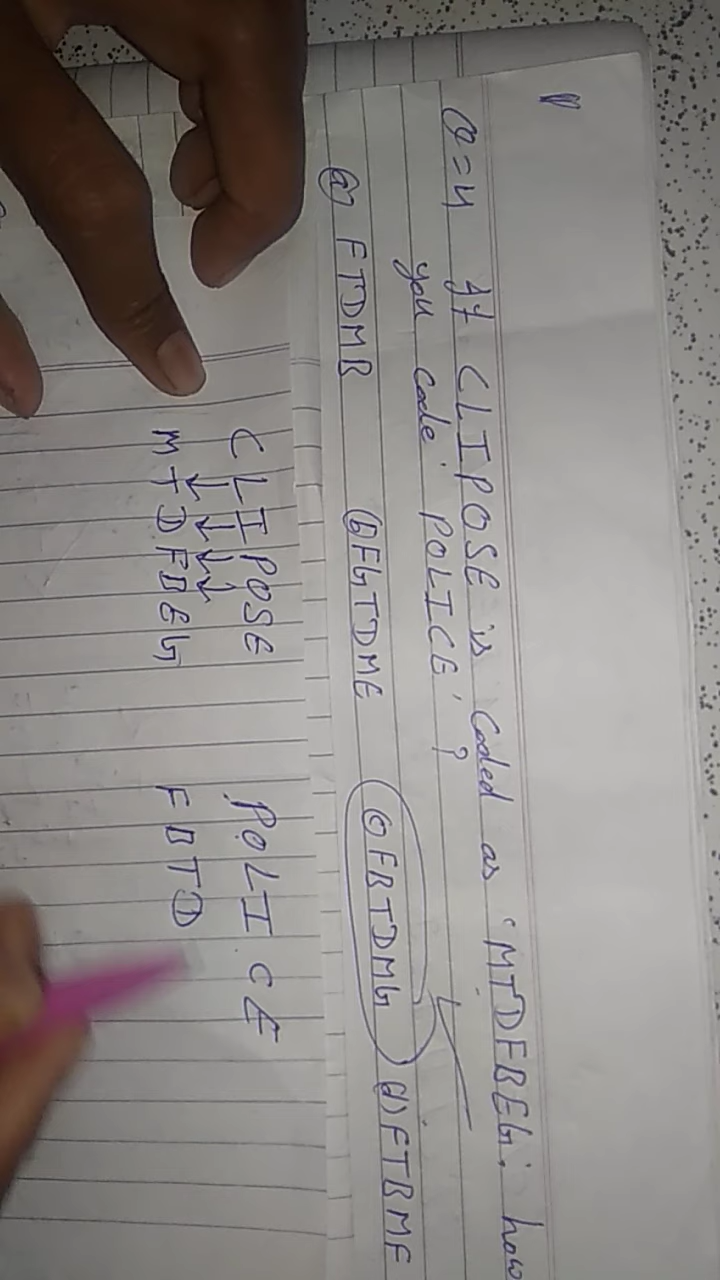 Q=4 If CLIPOSE is coded as 'MTDFBEG', how
you code 'POLICE' ?
(a) FTDMB (b) FGTDME (c) FBTDMG (d) FTBMF
CLIPOSE POLICE
MTDFBEG FBTD